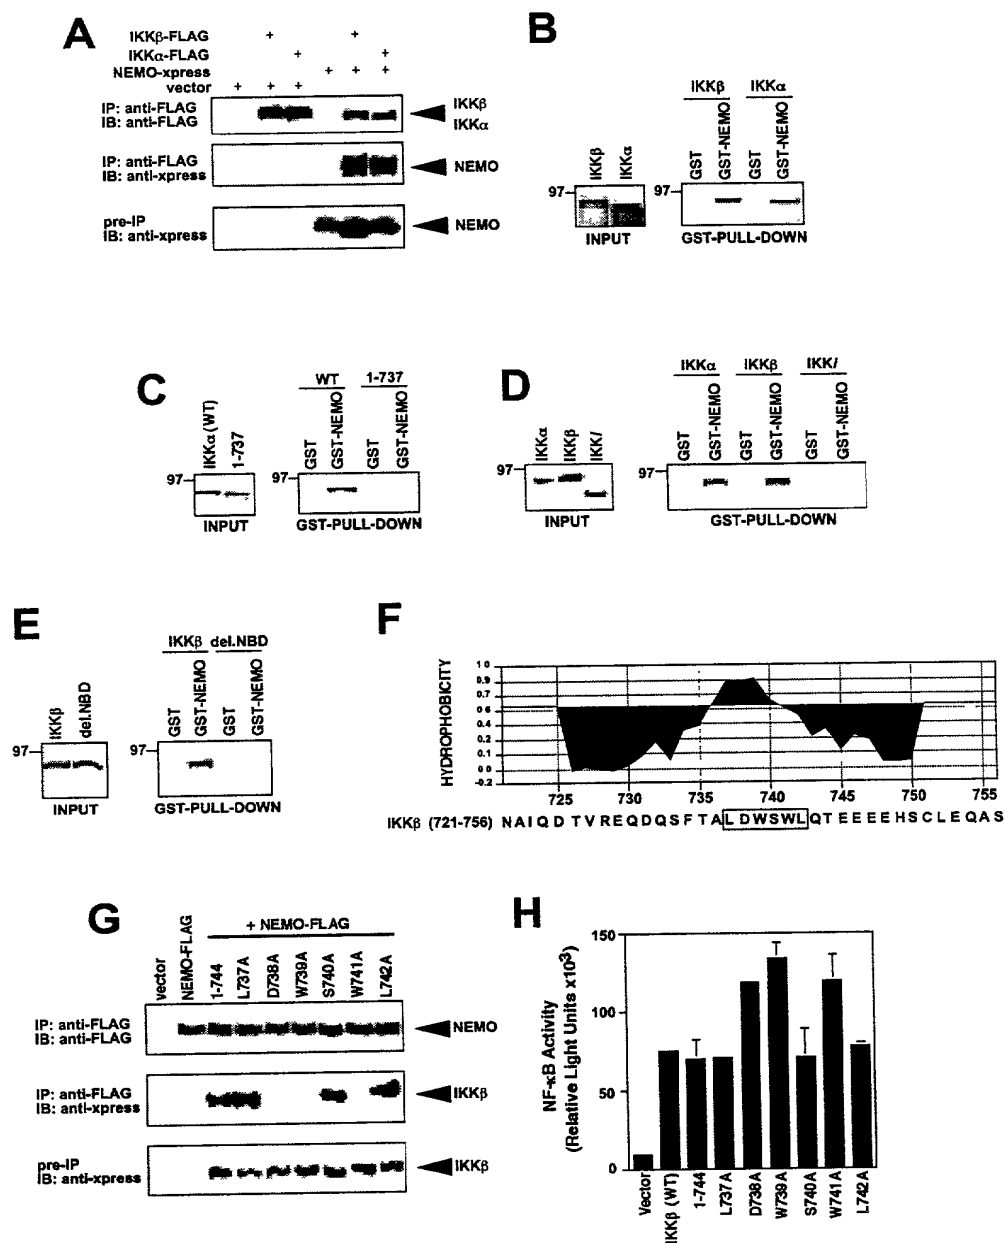 A
IKKβ-FLAG + +
IKKα-FLAG + +
NEMO-xpress + + +
vector + + +
IP: anti-FLAG
IB: anti-FLAG
IKKβ
IKKα
IP: anti-FLAG
IB: anti-xpress
NEMO
pre-IP
IB: anti-xpress
NEMO
B
IKKβ IKKα
97
INPUT
IKKβ IKKα
GST GST-NEMO GST GST-NEMO
97
GST-PULL-DOWN
C
IKKα (WT) 1-737
97
INPUT
WT 1-737
GST GST-NEMO GST GST-NEMO
97
GST-PULL-DOWN
D
IKKα IKKβ IKKi
97
INPUT
IKKα IKKβ IKKi
GST GST-NEMO GST GST-NEMO GST GST-NEMO
97
GST-PULL-DOWN
E
IKKβ del.NBD
97
INPUT
IKKβ del.NBD
GST GST-NEMO GST GST-NEMO
97
GST-PULL-DOWN
F
HYDROPHOBICITY
1.0
0.9
0.7
0.6
0.4
0.3
0.1
0.0
-0.2
725 730 735 740 745 750 755
IKKβ (721-756) NAIQDTVREQDQSFTALDWSWLQTEEEEHSCLEQAS
G
+ NEMO-FLAG
vector NEMO-FLAG 1-744 L737A D738A W739A S740A W741A L742A
IP: anti-FLAG
IB: anti-FLAG
NEMO
IP: anti-FLAG
IB: anti-xpress
IKKβ
pre-IP
IB: anti-xpress
IKKβ
H
NF-κB Activity
(Relative Light Units x10³)
150
100
50
0
Vector IKKβ (WT) 1-744 L737A D738A W739A S740A W741A L742A